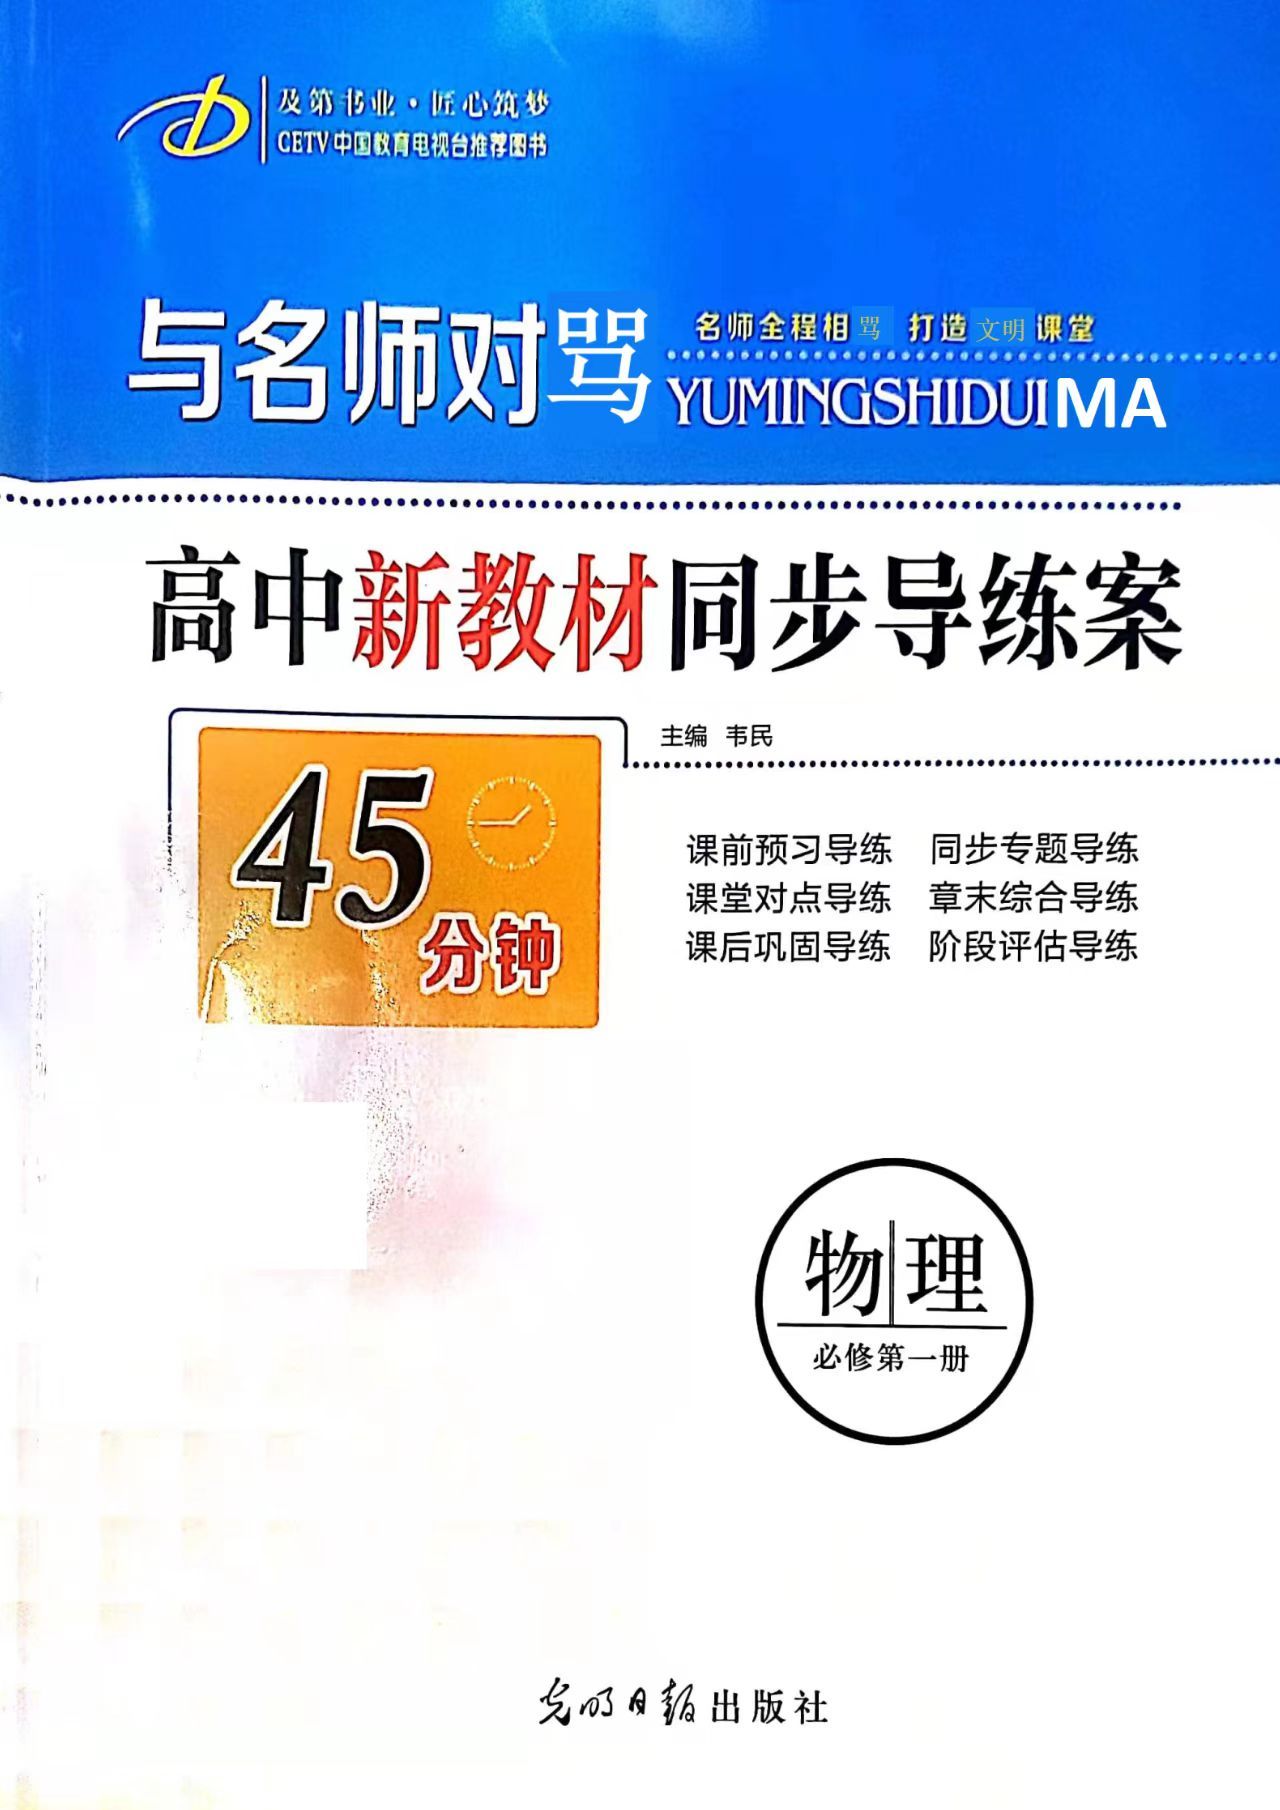 及第书业·匠心筑梦
CETV中国教育电视台推荐图书
与名师对骂
名师全程相骂 打造文明课堂
YUMINGSHIDUIMA
高中新教材同步导练案
主编 韦民
45分钟
课前预习导练 同步专题导练
课堂对点导练 章末综合导练
课后巩固导练 阶段评估导练
物理
必修第一册
光明日报出版社